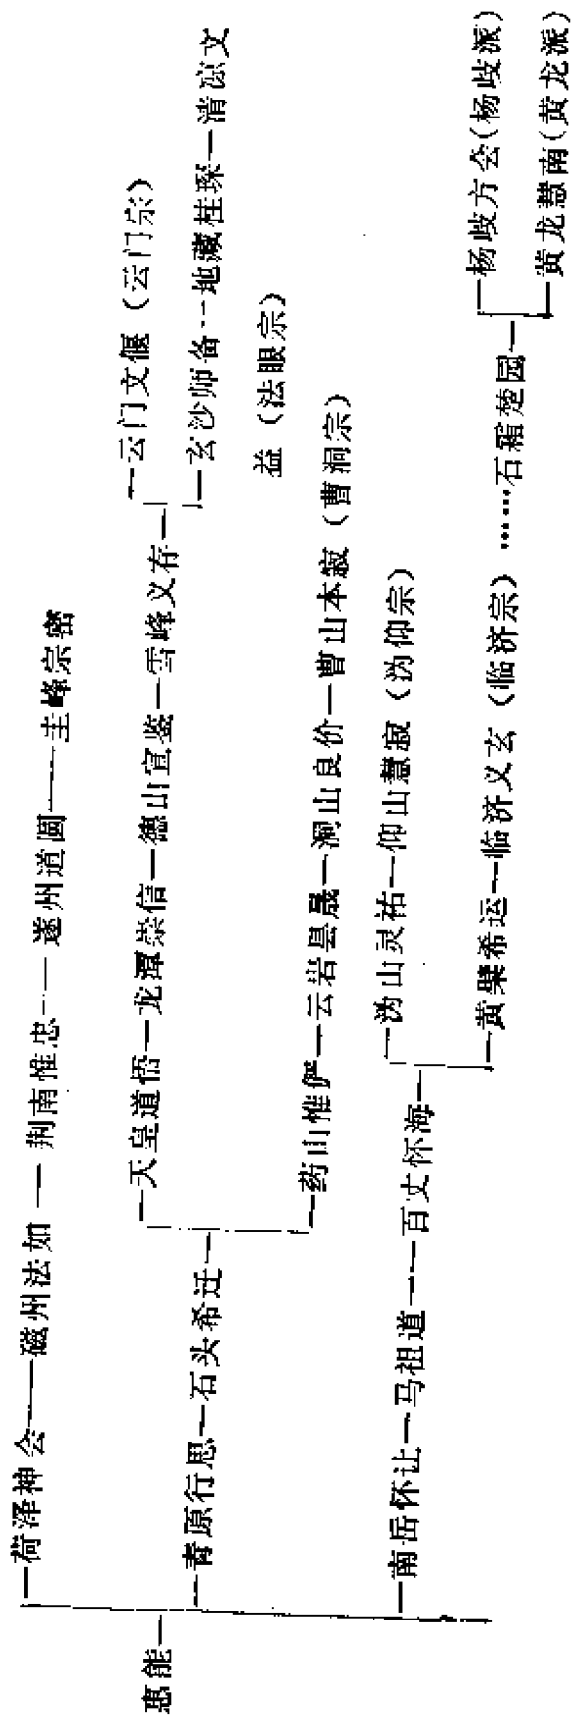 惠能
荷泽神会——磁州法如——荆南惟忠——遂州道圆——圭峰宗密
青原行思—石头希迁
天皇道悟—龙潭崇信—德山宣鉴—雪峰义存
云门文偃（云门宗）
玄沙师备—地藏桂琛—清凉文
益（法眼宗）
药山惟俨—云岩昙晟—洞山良价—曹山本寂（曹洞宗）
南岳怀让—马祖道一—百丈怀海
沩山灵祐—仰山慧寂（沩仰宗）
黄檗希运—临济义玄（临济宗）……石霜楚园
杨歧方会(杨歧派)
黄龙慧南(黄龙派)